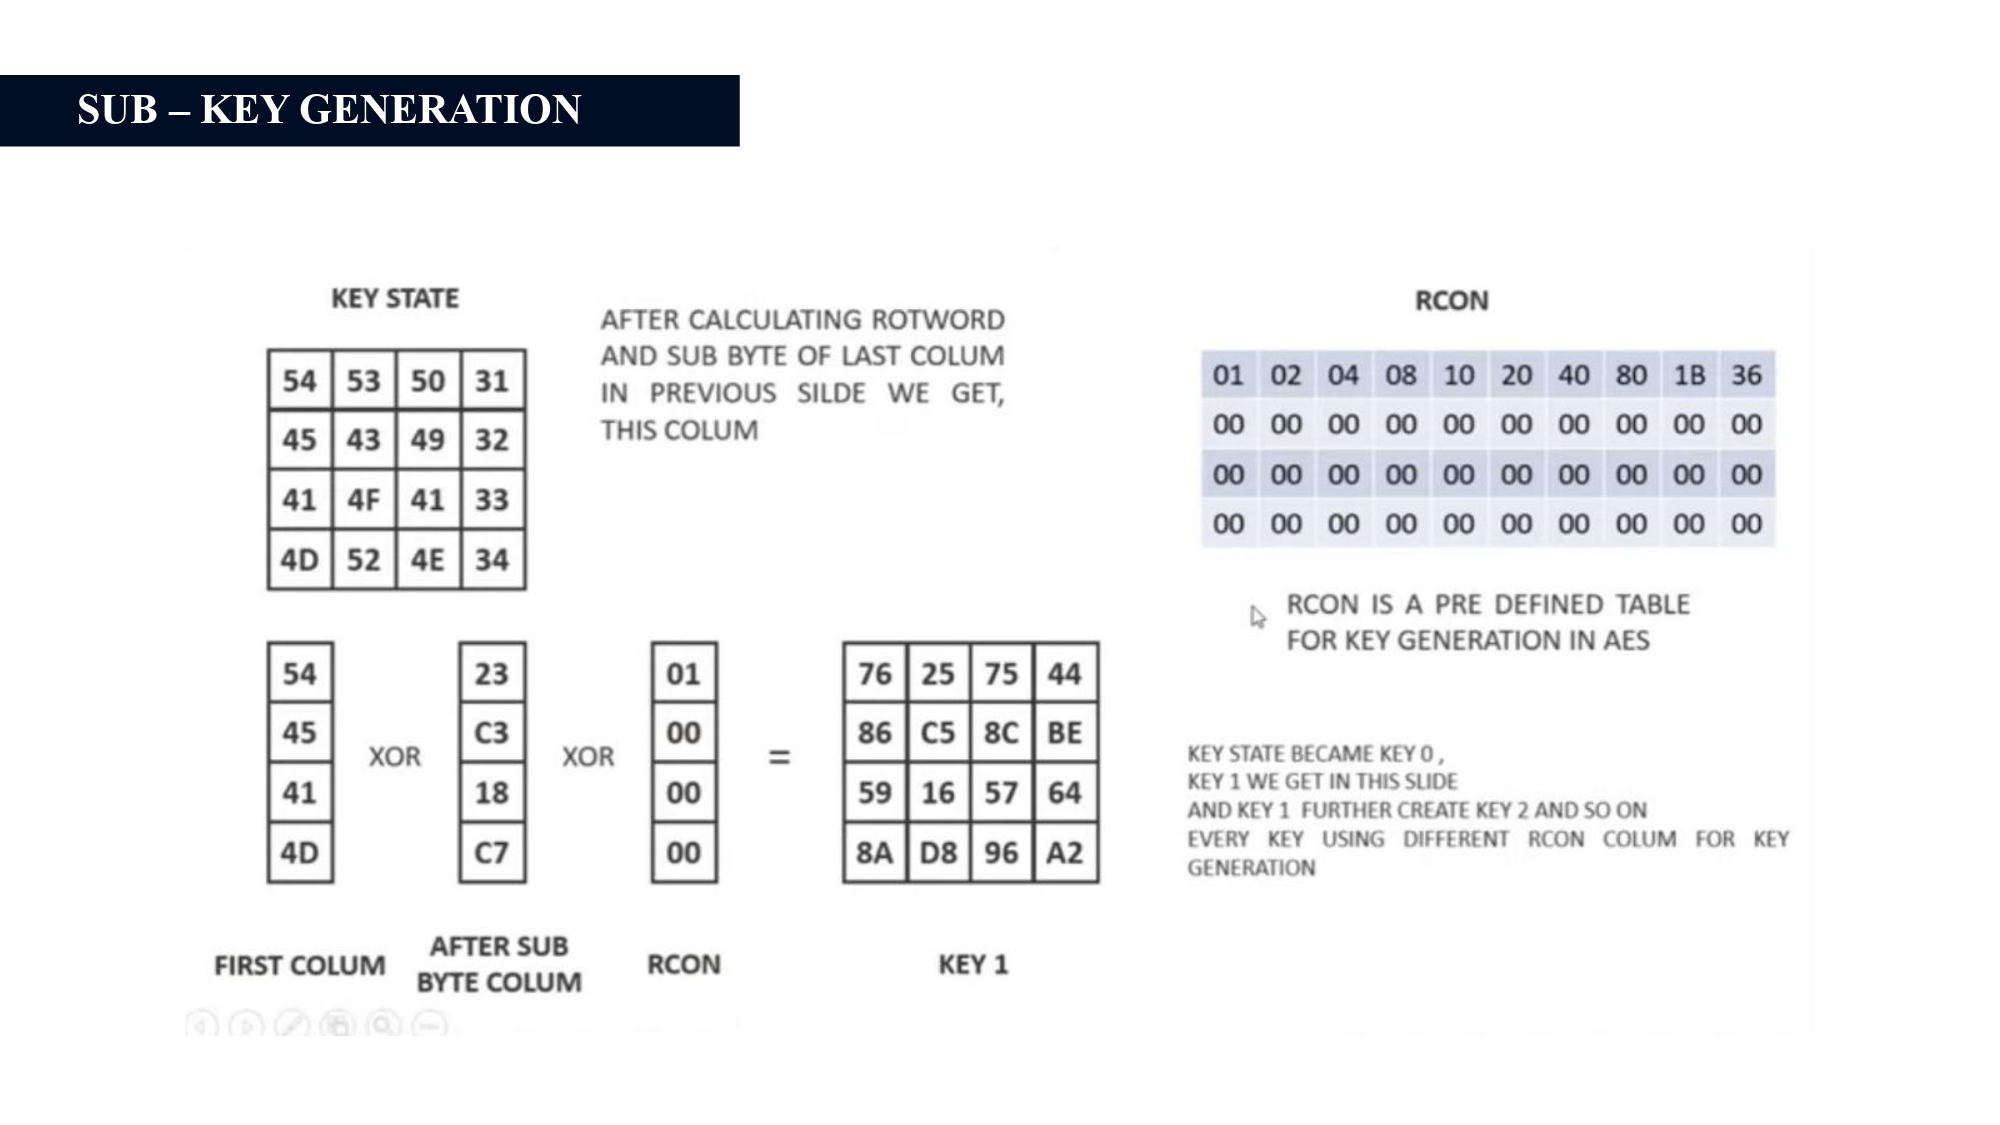 SUB – KEY GENERATION
KEY STATE
54 53 50 31
45 43 49 32
41 4F 41 33
4D 52 4E 34
AFTER CALCULATING ROTWORD
AND SUB BYTE OF LAST COLUM
IN PREVIOUS SILDE WE GET,
THIS COLUM
RCON
01 02 04 08 10 20 40 80 1B 36
00 00 00 00 00 00 00 00 00 00
00 00 00 00 00 00 00 00 00 00
00 00 00 00 00 00 00 00 00 00
RCON IS A PRE DEFINED TABLE
FOR KEY GENERATION IN AES
54
45
41
4D
XOR
23
C3
18
C7
XOR
01
00
00
00
=
76 25 75 44
86 C5 8C BE
59 16 57 64
8A D8 96 A2
FIRST COLUM
AFTER SUB
BYTE COLUM
RCON
KEY 1
KEY STATE BECAME KEY 0 ,
KEY 1 WE GET IN THIS SLIDE
AND KEY 1 FURTHER CREATE KEY 2 AND SO ON
EVERY KEY USING DIFFERENT RCON COLUM FOR KEY
GENERATION